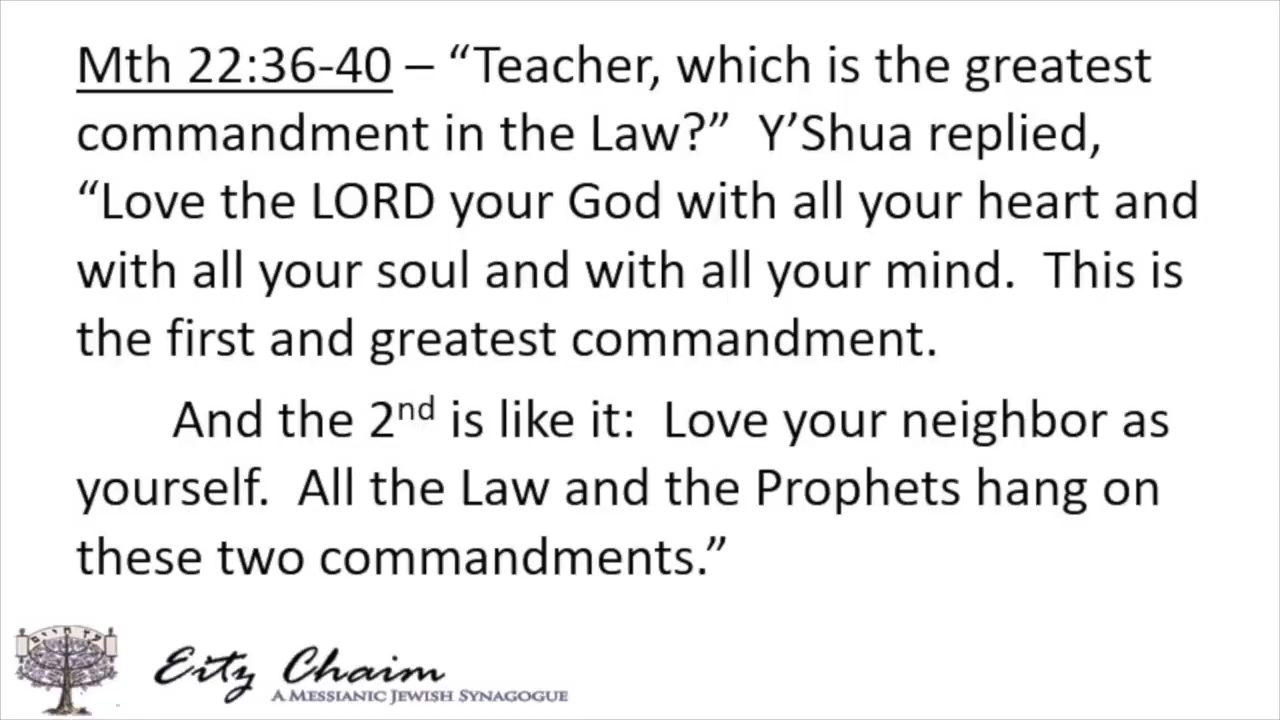 Mth 22:36-40 – “Teacher, which is the greatest
commandment in the Law?”  Y’Shua replied,
“Love the LORD your God with all your heart and
with all your soul and with all your mind.  This is
the first and greatest commandment.
And the 2nd is like it:  Love your neighbor as
yourself.  All the Law and the Prophets hang on
these two commandments.”
Eitz Chaim
A MESSIANIC JEWISH SYNAGOGUE